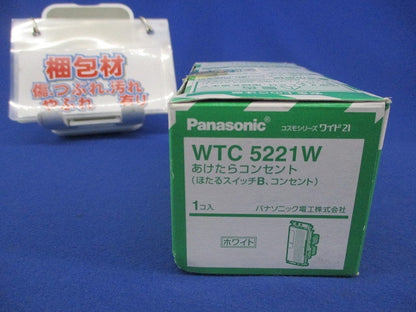 梱包材
傷つぶれ汚れ
やぶれ 有り
Panasonic コスモシリーズ ワイド21
WTC 5221W
あけたらコンセント
(ほたるスイッチB、コンセント)
1コ入 パナソニック電工株式会社
ホワイト